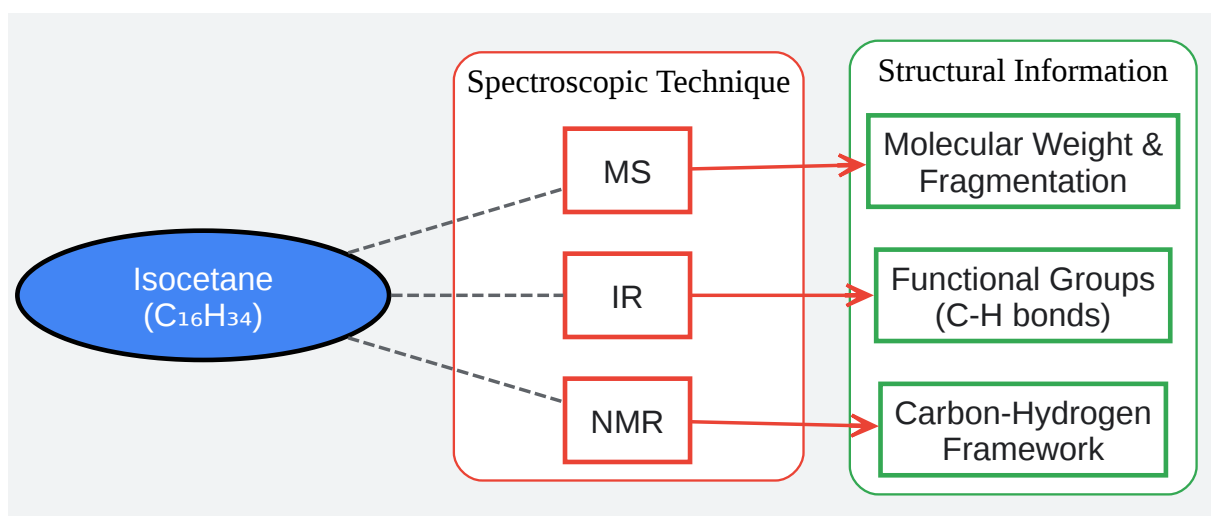 Spectroscopic Technique
Structural Information
MS
Molecular Weight &
Fragmentation
Isocetane
(C₁₆H₃₄)
IR
Functional Groups
(C-H bonds)
NMR
Carbon-Hydrogen
Framework